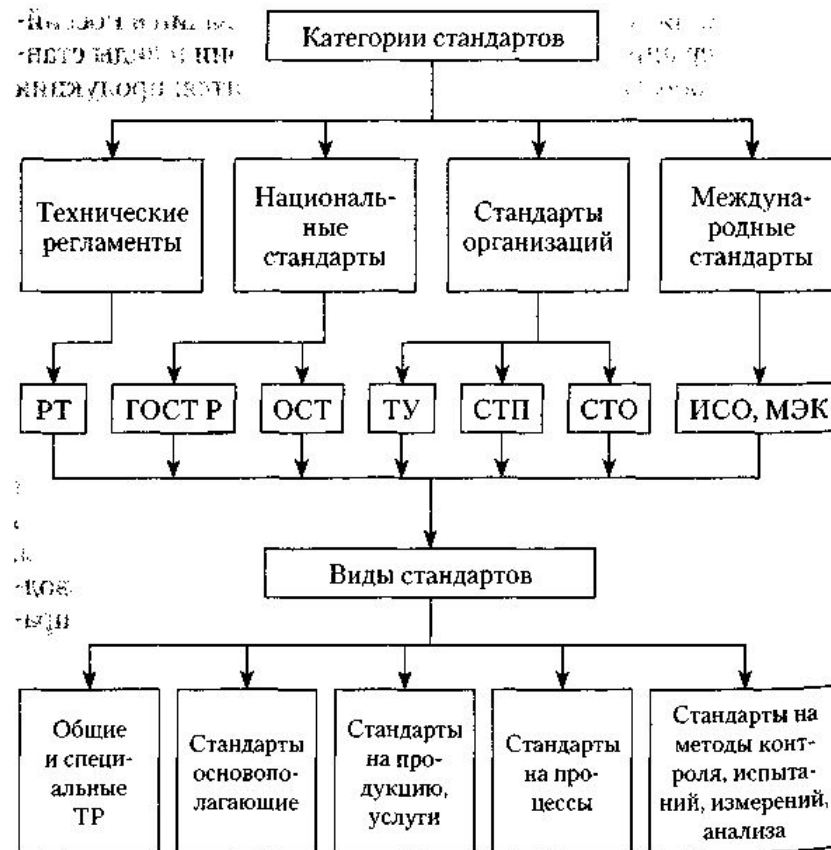 Категории стандартов
Технические
регламенты
Националь-
ные
стандарты
Стандарты
организаций
Междуна-
родные
стандарты
РТ
ГОСТ Р
ОСТ
ТУ
СТП
СТО
ИСО, МЭК
Виды стандартов
Общие
и специ-
альные
ТР
Стандарты
основопо-
лагающие
Стандарты
на про-
дукцию,
услуги
Стандарты
на про-
цессы
Стандарты на
методы конт-
роля, испыта-
ний, измерений,
анализа